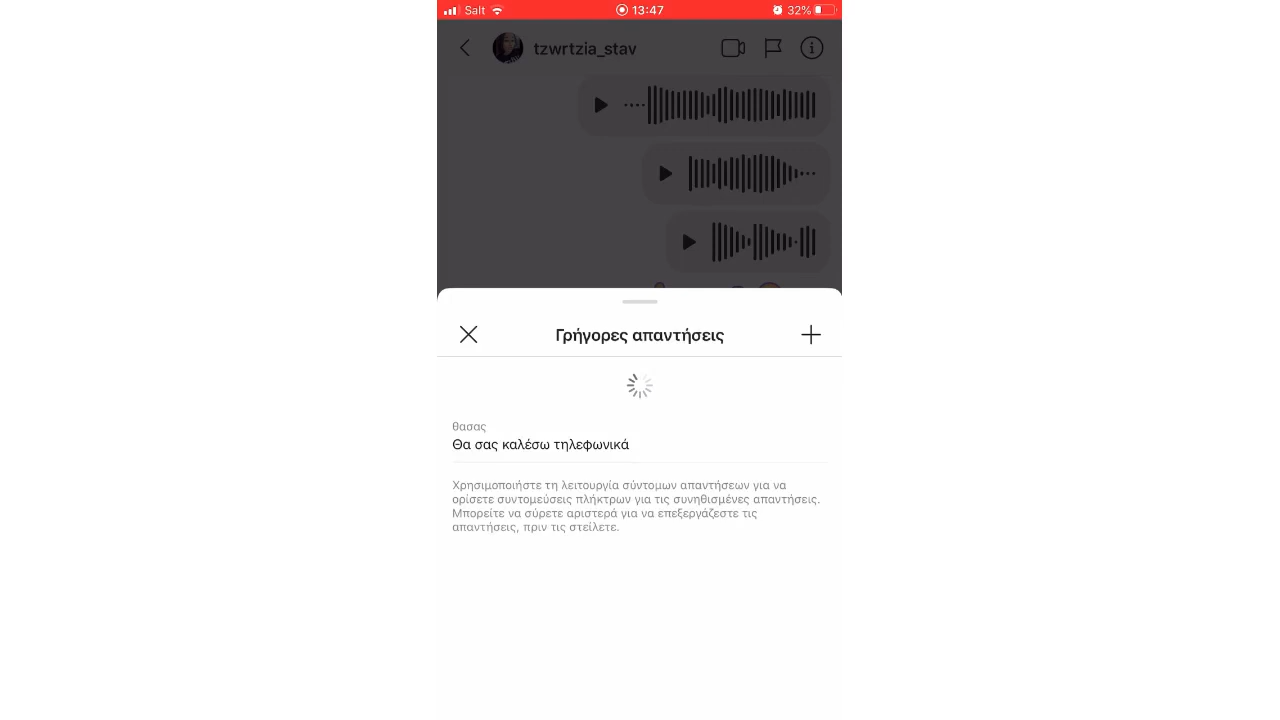 Salt 13:47 32%
tzwrtzia_stav
Γρήγορες απαντήσεις
θασας
Θα σας καλέσω τηλεφωνικά
Χρησιμοποιήστε τη λειτουργία σύντομων απαντήσεων για να
ορίσετε συντομεύσεις πλήκτρων για τις συνηθισμένες απαντήσεις.
Μπορείτε να σύρετε αριστερά για να επεξεργάζεστε τις
απαντήσεις, πριν τις στείλετε.